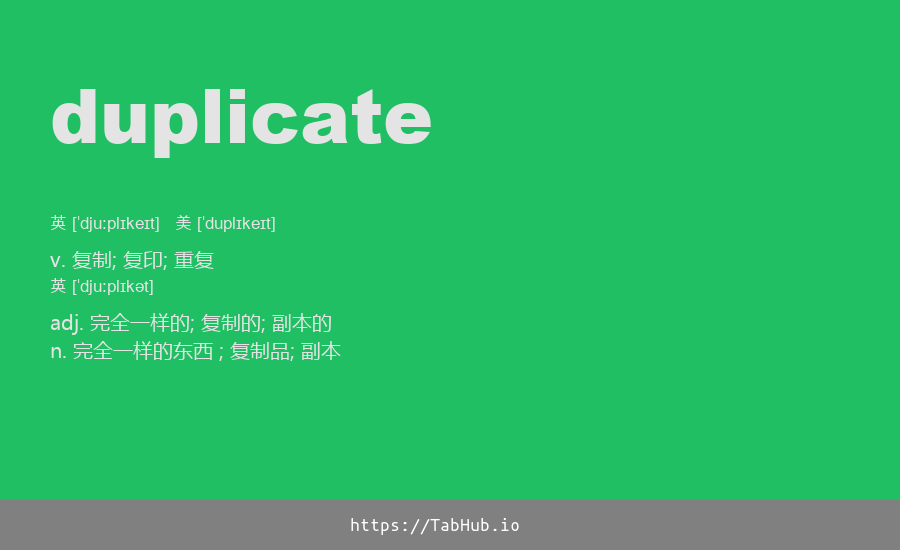 duplicate
英 [ˈdjuːplɪkeɪt] 美 [ˈduplɪkeɪt]
v. 复制; 复印; 重复
英 [ˈdjuːplɪkət]
adj. 完全一样的; 复制的; 副本的
n. 完全一样的东西 ; 复制品; 副本
https://TabHub.io